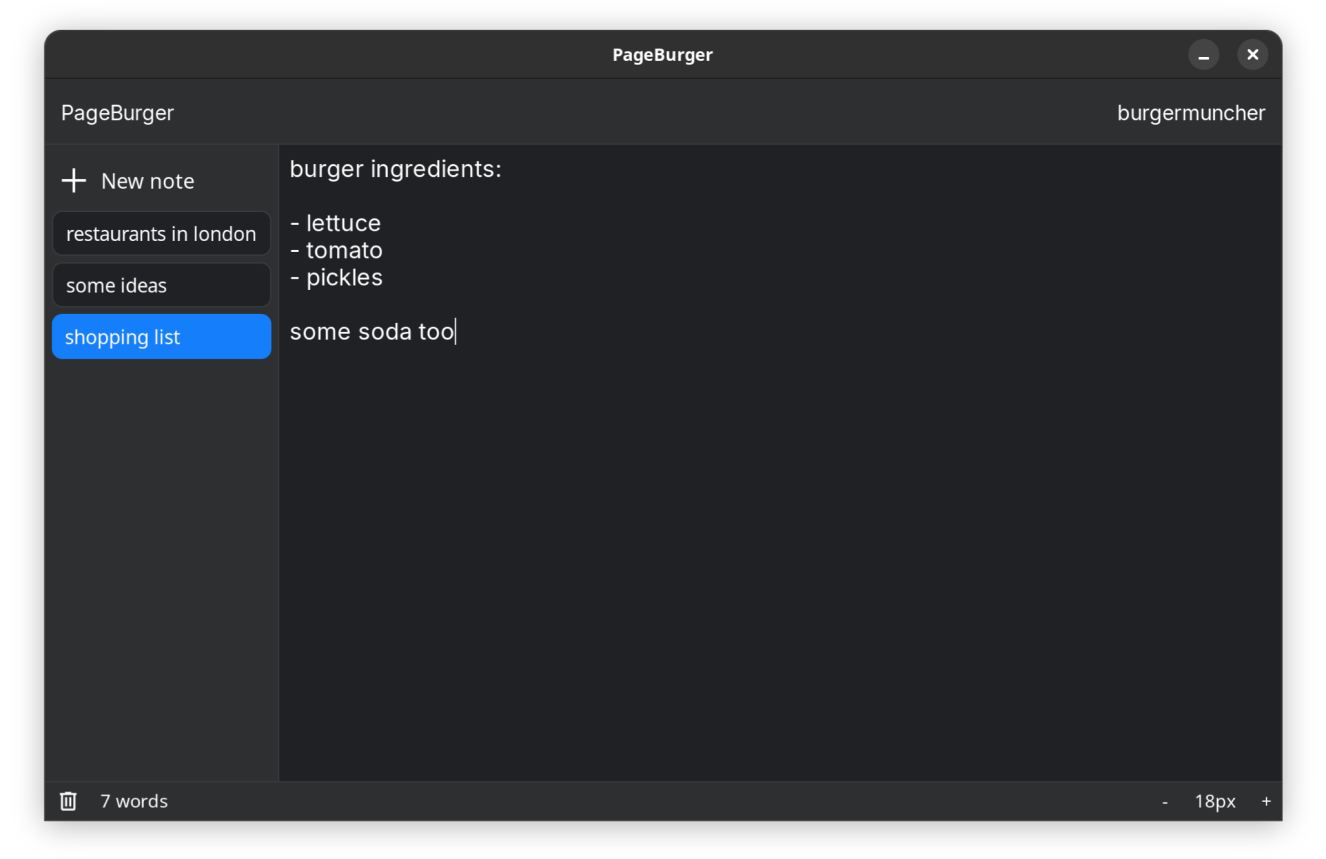 PageBurger
PageBurger
burgermuncher
New note
restaurants in london
some ideas
shopping list
burger ingredients:
- lettuce
- tomato
- pickles
some soda too
7 words
- 18px +